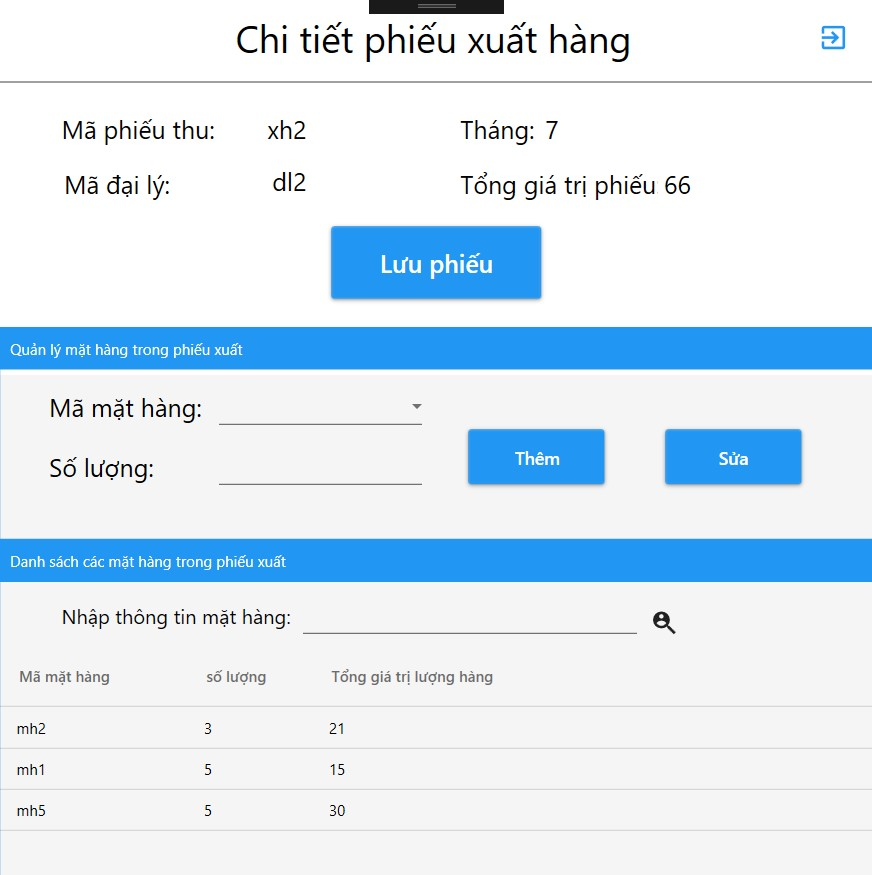 Chi tiết phiếu xuất hàng
Mã phiếu thu: xh2 Tháng: 7
Mã đại lý: dl2 Tổng giá trị phiếu 66
Lưu phiếu
Quản lý mặt hàng trong phiếu xuất
Mã mặt hàng:
Số lượng:
Thêm Sửa
Danh sách các mặt hàng trong phiếu xuất
Nhập thông tin mặt hàng:
Mã mặt hàng số lượng Tổng giá trị lượng hàng
mh2 3 21
mh1 5 15
mh5 5 30